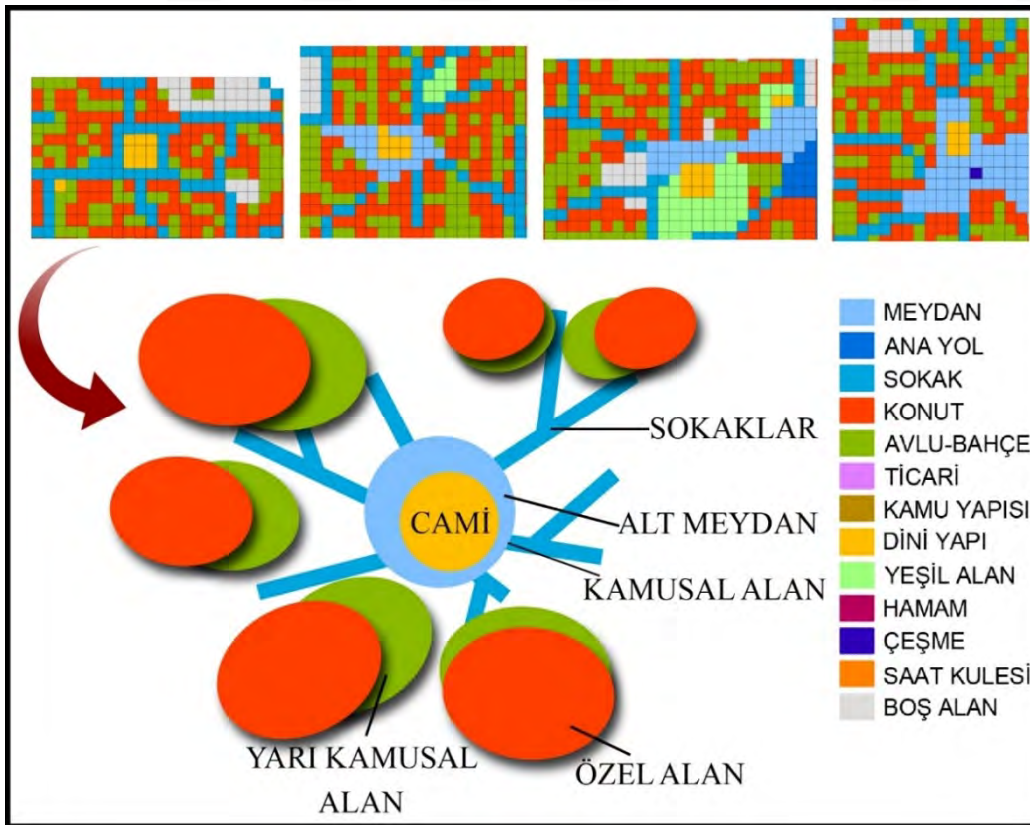 MEYDAN
ANA YOL
SOKAK
KONUT
AVLU-BAHÇE
TİCARİ
KAMU YAPISI
DİNİ YAPI
YEŞİL ALAN
HAMAM
ÇEŞME
SAAT KULESİ
BOŞ ALAN
SOKAKLAR
CAMİ
ALT MEYDAN
KAMUSAL ALAN
YARI KAMUSAL
ALAN
ÖZEL ALAN